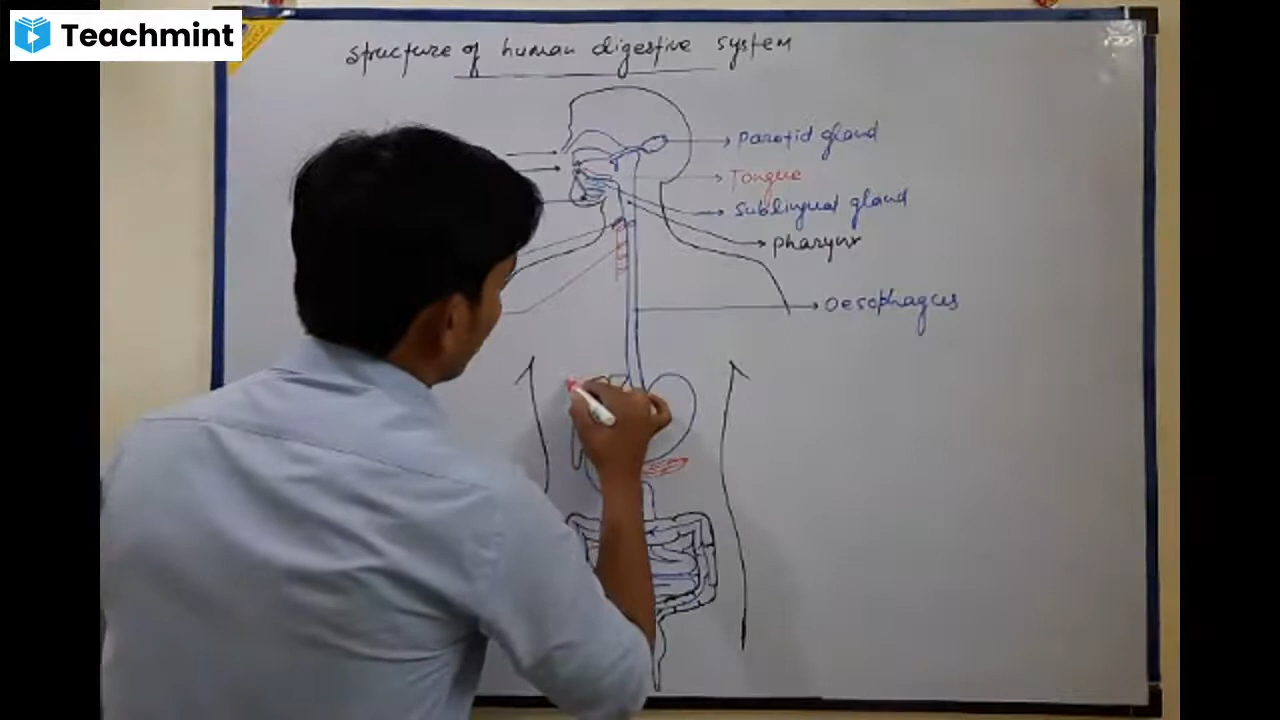 Teachmint
structure of human digestive system
Parotid gland
Tongue
Sublingual gland
pharynx
oesophagus